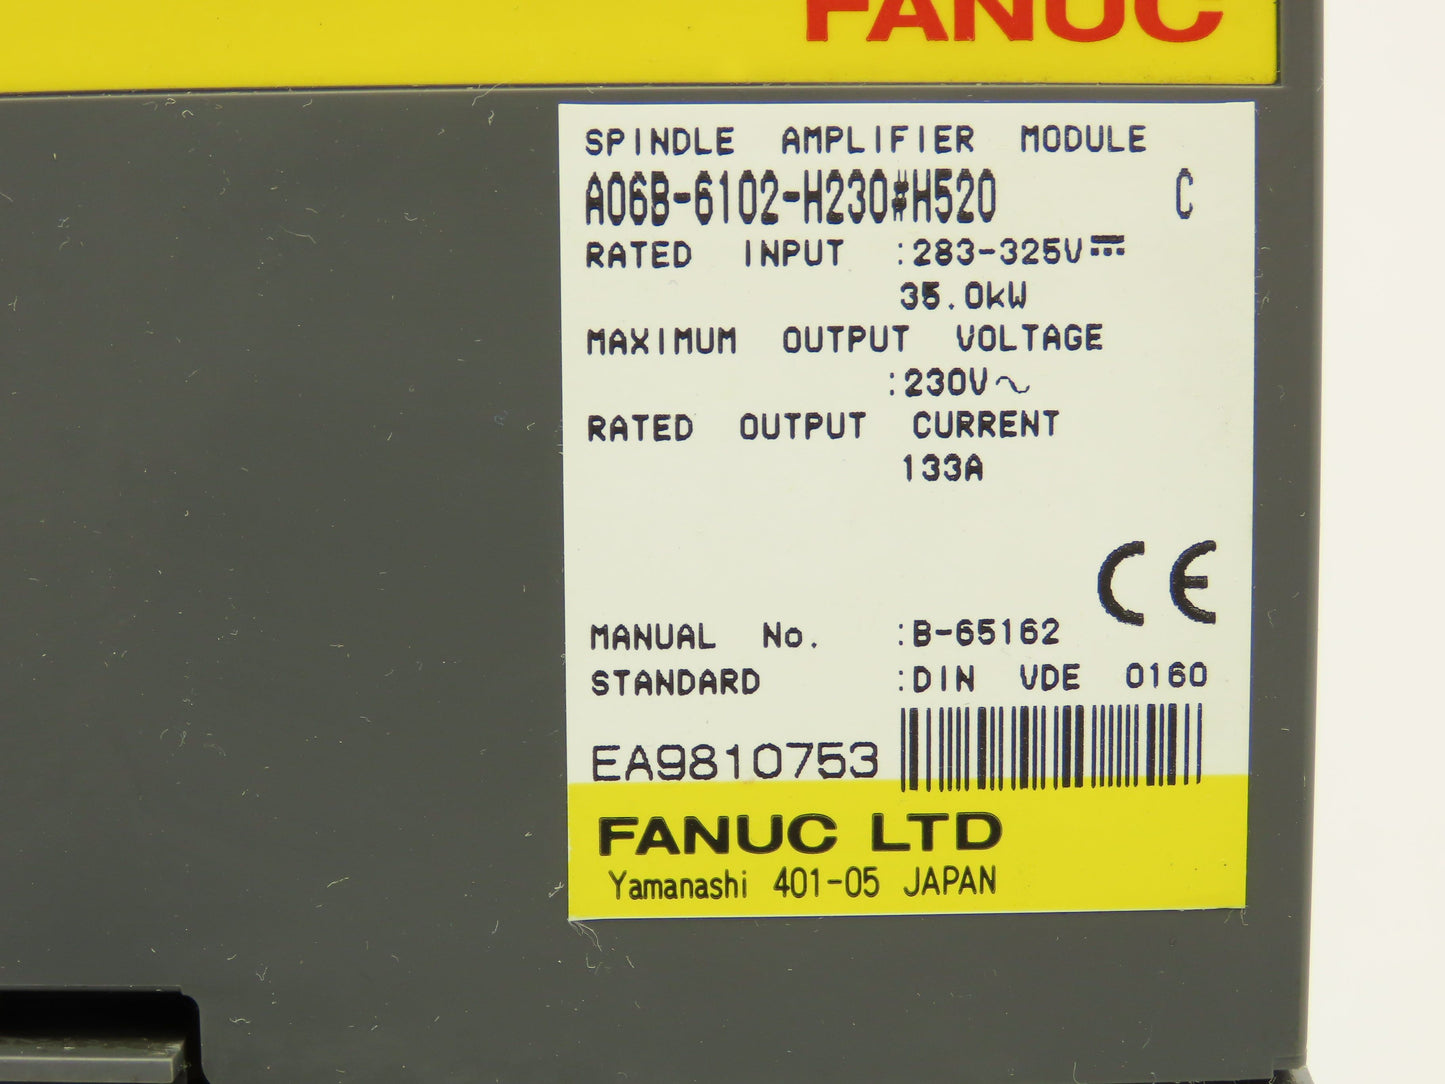 FANUC
SPINDLE AMPLIFIER MODULE
A06B-6102-H230#H520 C
RATED INPUT :283-325V⎓
35.0kW
MAXIMUM OUTPUT VOLTAGE
:230V～
RATED OUTPUT CURRENT
133A
CE
MANUAL No. :B-65162
STANDARD :DIN VDE 0160
EA9810753
FANUC LTD
Yamanashi 401-05 JAPAN